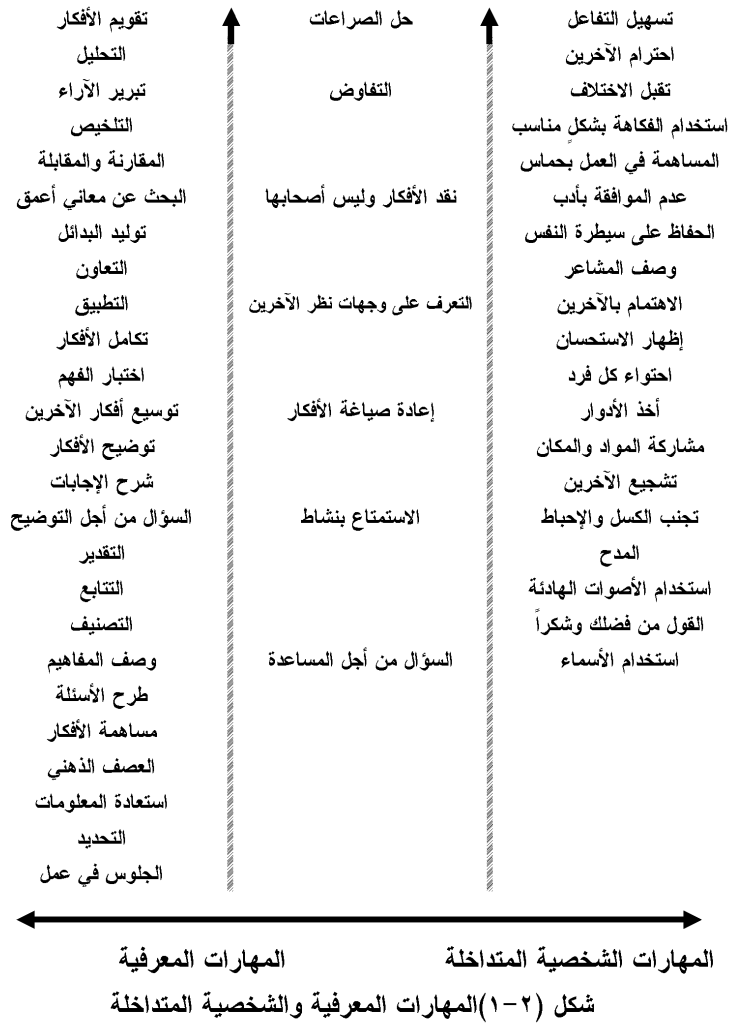 تسهيل التفاعل
احترام الآخرين
تقبل الاختلاف
استخدام الفكاهة بشكلٍ مناسب
المساهمة في العمل بحماس
عدم الموافقة بأدب
الحفاظ على سيطرة النفس
وصف المشاعر
الاهتمام بالآخرين
إظهار الاستحسان
احتواء كل فرد
أخذ الأدوار
مشاركة المواد والمكان
تشجيع الآخرين
تجنب الكسل والإحباط
المدح
استخدام الأصوات الهادئة
القول من فضلك وشكراً
استخدام الأسماء
حل الصراعات
التفاوض
نقد الأفكار وليس أصحابها
التعرف على وجهات نظر الآخرين
إعادة صياغة الأفكار
الاستمتاع بنشاط
السؤال من أجل المساعدة
تقويم الأفكار
التحليل
تبرير الآراء
التلخيص
المقارنة والمقابلة
البحث عن معاني أعمق
توليد البدائل
التعاون
التطبيق
تكامل الأفكار
اختبار الفهم
توسيع أفكار الآخرين
توضيح الأفكار
شرح الإجابات
السؤال من أجل التوضيح
التقدير
التتابع
التصنيف
وصف المفاهيم
طرح الأسئلة
مساهمة الأفكار
العصف الذهني
استعادة المعلومات
التحديد
الجلوس في عمل
المهارات الشخصية المتداخلة
المهارات المعرفية
شكل (٢-١)المهارات المعرفية والشخصية المتداخلة